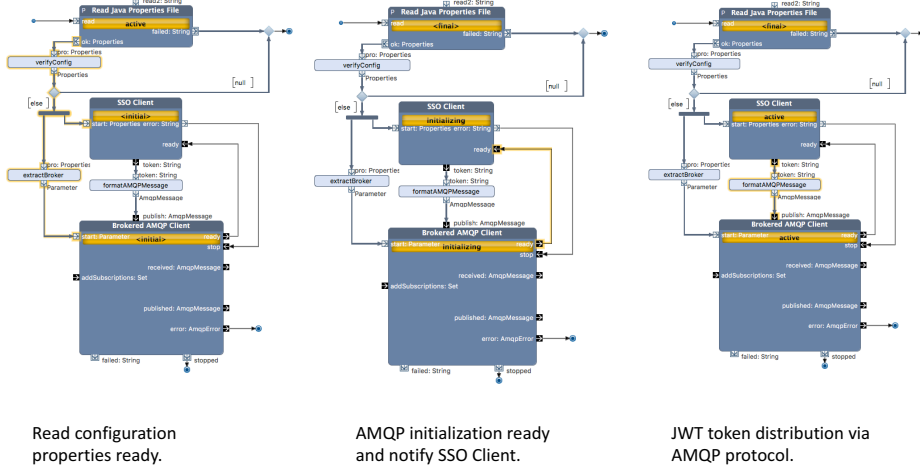 read2: String
P Read Java Properties File
read
active
failed: String
ok: Properties
pro: Properties
verifyConfig
Properties
[null
[else]
SSO Client
<initial>
start: Properties error: String
ready
pro: Properties
extractBroker
Parameter
token: String
token: String
formatAMQPMessage
AmqpMessage
publish: AmqpMessage
Brokered AMQP Client
start: Parameter
<initial>
ready
stop
received: AmqpMessage
addSubscriptions: Set
published: AmqpMessage
error: AmqpError
failed: String
stopped
Read configuration
properties ready.
read2: String
P Read Java Properties File
read
<final>
failed: String
ok: Properties
pro: Properties
verifyConfig
Properties
[null
[else]
SSO Client
initializing
start: Properties error: String
ready
pro: Properties
extractBroker
Parameter
token: String
token: String
formatAMQPMessage
AmqpMessage
publish: AmqpMessage
Brokered AMQP Client
start: Parameter
initializing
ready
stop
received: AmqpMessage
addSubscriptions: Set
published: AmqpMessage
error: AmqpError
failed: String
stopped
AMQP initialization ready
and notify SSO Client.
read2: String
P Read Java Properties File
read
<final>
failed: String
ok: Properties
pro: Properties
verifyConfig
Properties
[null
[else]
SSO Client
active
start: Properties error: String
ready
pro: Properties
extractBroker
Parameter
token: String
token: String
formatAMQPMessage
AmqpMessage
publish: AmqpMessage
Brokered AMQP Client
start: Parameter
active
ready
stop
received: AmqpMessage
addSubscriptions: Set
published: AmqpMessage
error: AmqpError
failed: String
stopped
JWT token distribution via
AMQP protocol.